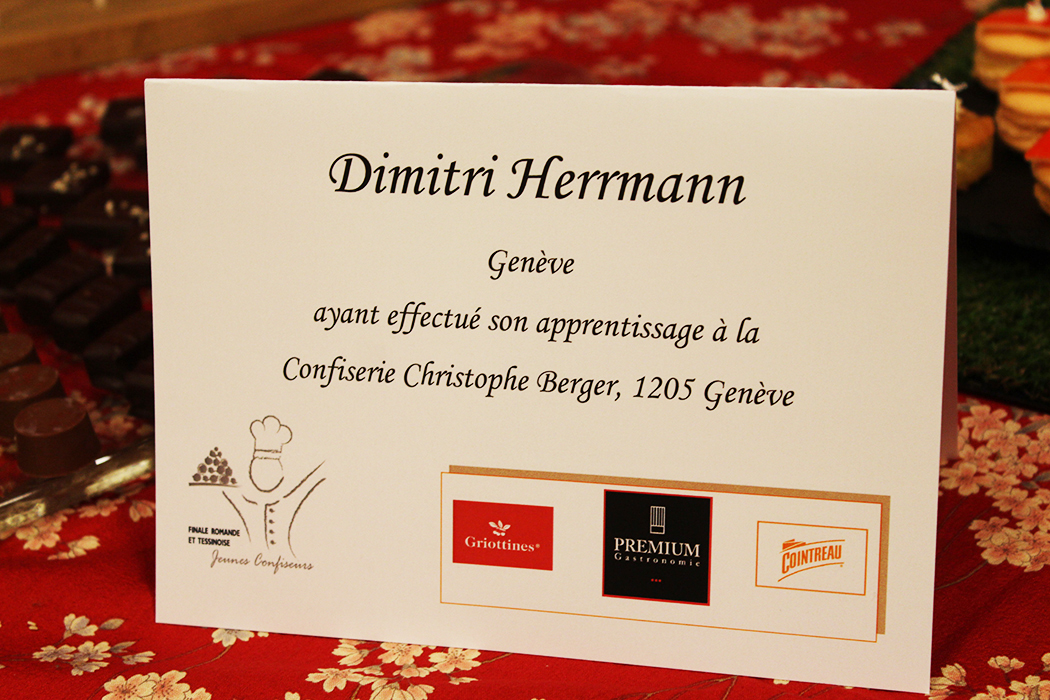 Dimitri Herrmann
Genève
ayant effectué son apprentissage à la
Confiserie Christophe Berger, 1205 Genève
FINALE ROMANDE
ET TESSINOISE
Jeunes Confiseurs
Griottines®
PREMIUM
Gastronomie
COINTREAU